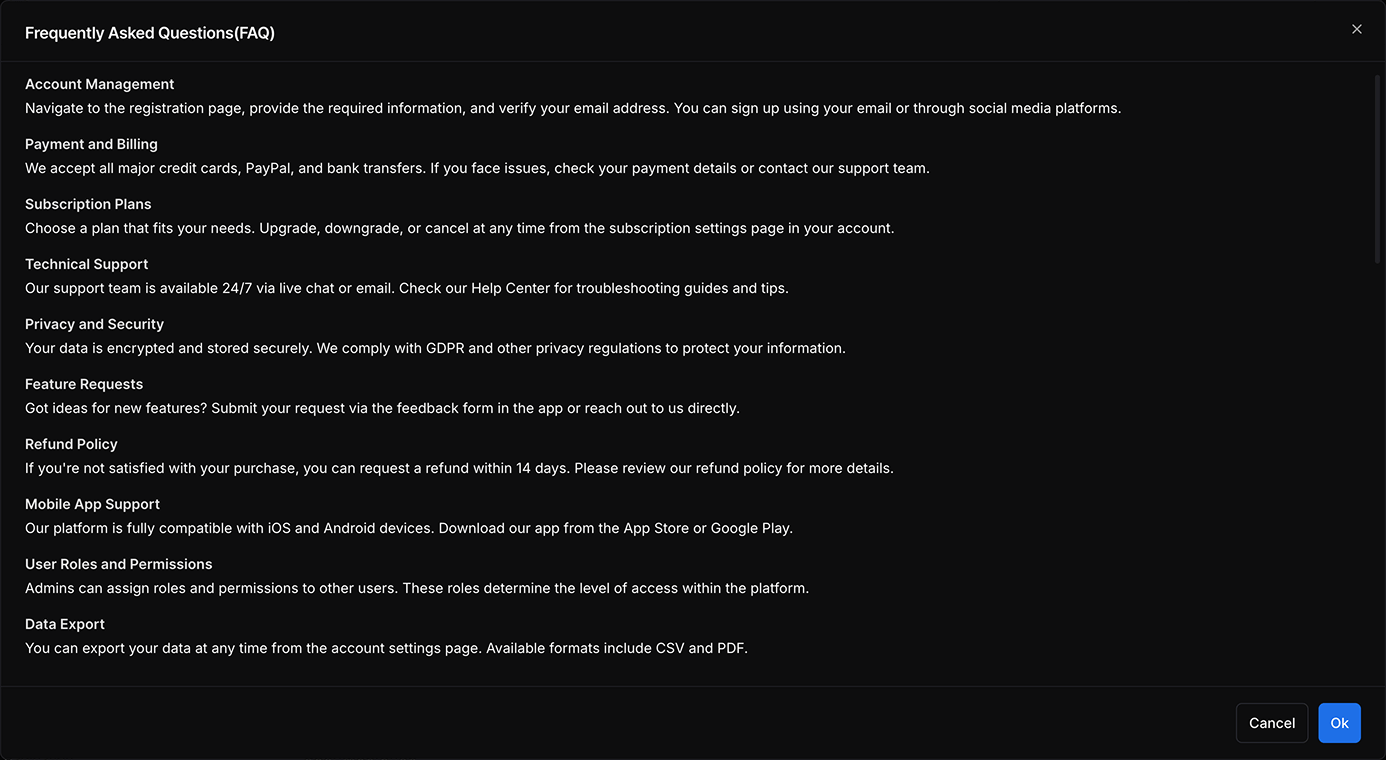 Frequently Asked Questions(FAQ)
Account Management
Navigate to the registration page, provide the required information, and verify your email address. You can sign up using your email or through social media platforms.
Payment and Billing
We accept all major credit cards, PayPal, and bank transfers. If you face issues, check your payment details or contact our support team.
Subscription Plans
Choose a plan that fits your needs. Upgrade, downgrade, or cancel at any time from the subscription settings page in your account.
Technical Support
Our support team is available 24/7 via live chat or email. Check our Help Center for troubleshooting guides and tips.
Privacy and Security
Your data is encrypted and stored securely. We comply with GDPR and other privacy regulations to protect your information.
Feature Requests
Got ideas for new features? Submit your request via the feedback form in the app or reach out to us directly.
Refund Policy
If you're not satisfied with your purchase, you can request a refund within 14 days. Please review our refund policy for more details.
Mobile App Support
Our platform is fully compatible with iOS and Android devices. Download our app from the App Store or Google Play.
User Roles and Permissions
Admins can assign roles and permissions to other users. These roles determine the level of access within the platform.
Data Export
You can export your data at any time from the account settings page. Available formats include CSV and PDF.
Cancel
Ok